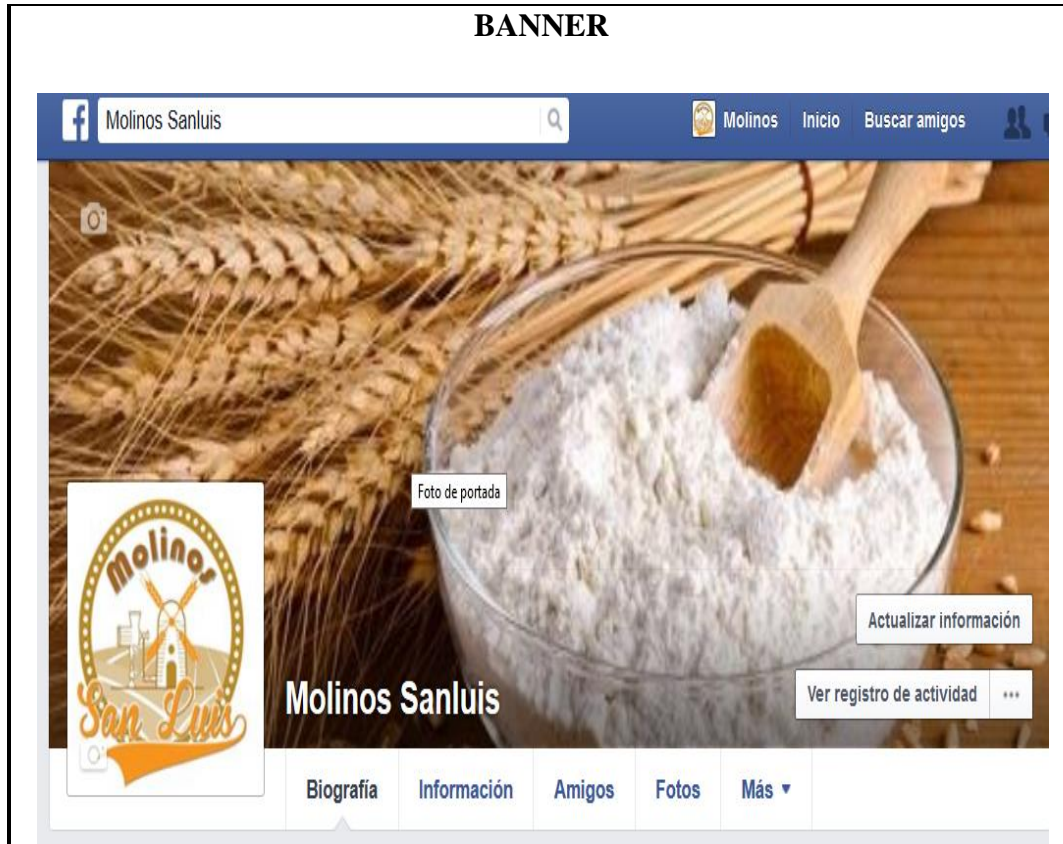 BANNER
Molinos Sanluis
Molinos Inicio Buscar amigos
Foto de portada
Molinos
San Luis
Actualizar información
Molinos Sanluis
Ver registro de actividad ...
Biografía Información Amigos Fotos Más